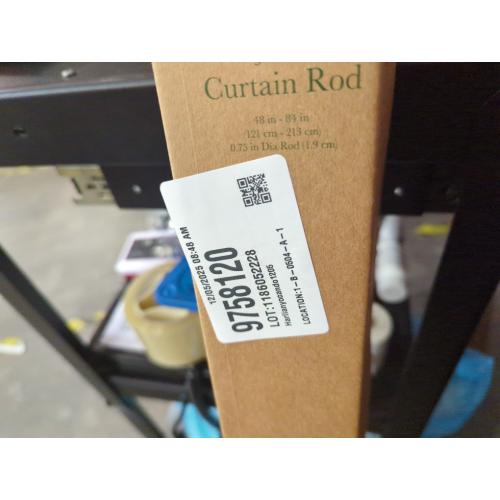 Curtain Rod
48 in - 84 in
(121 cm - 213 cm)
0.75 in Dia Rod (1.9 cm)
12/05/2025 08:48 AM
9758120
LOT:1186052228
LOCATION:1-B-0504-A-1